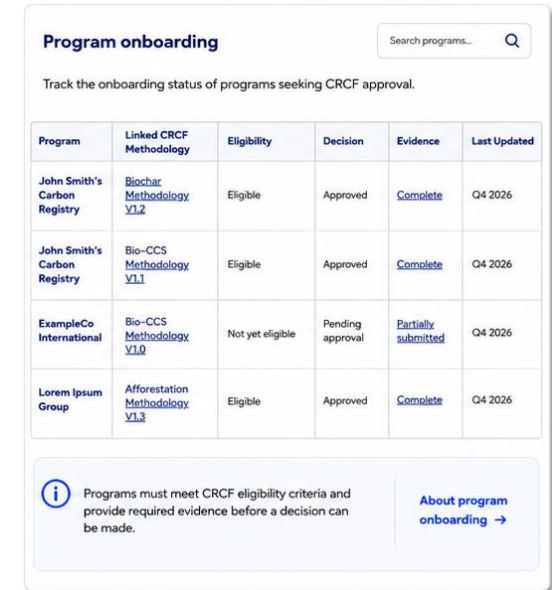 Program onboarding
Search programs...
Track the onboarding status of programs seeking CRCF approval.
Program
Linked CRCF
Methodology
Eligibility
Decision
Evidence
Last Updated
John Smith's
Carbon
Registry
Biochar
Methodology
V1.2
Eligible
Approved
Complete
Q4 2026
John Smith's
Carbon
Registry
Bio-CCS
Methodology
V1.1
Eligible
Approved
Complete
Q4 2026
ExampleCo
International
Bio-CCS
Methodology
V1.0
Not yet eligible
Pending
approval
Partially
submitted
Q4 2026
Lorem Ipsum
Group
Afforestation
Methodology
V1.3
Eligible
Approved
Complete
Q4 2026
Programs must meet CRCF eligibility criteria and
provide required evidence before a decision can
be made.
About program
onboarding →